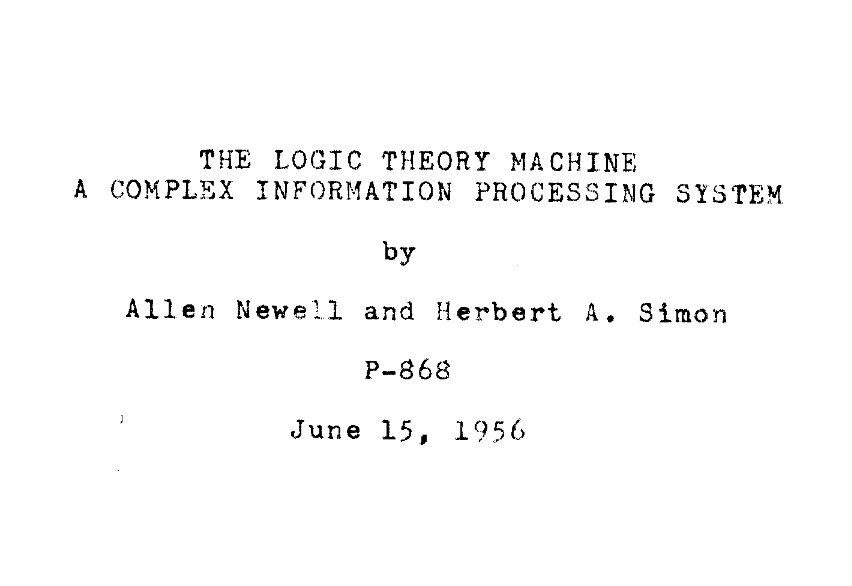 THE LOGIC THEORY MACHINE
A COMPLEX INFORMATION PROCESSING SYSTEM
by
Allen Newell and Herbert A. Simon
P-868
June 15, 1956